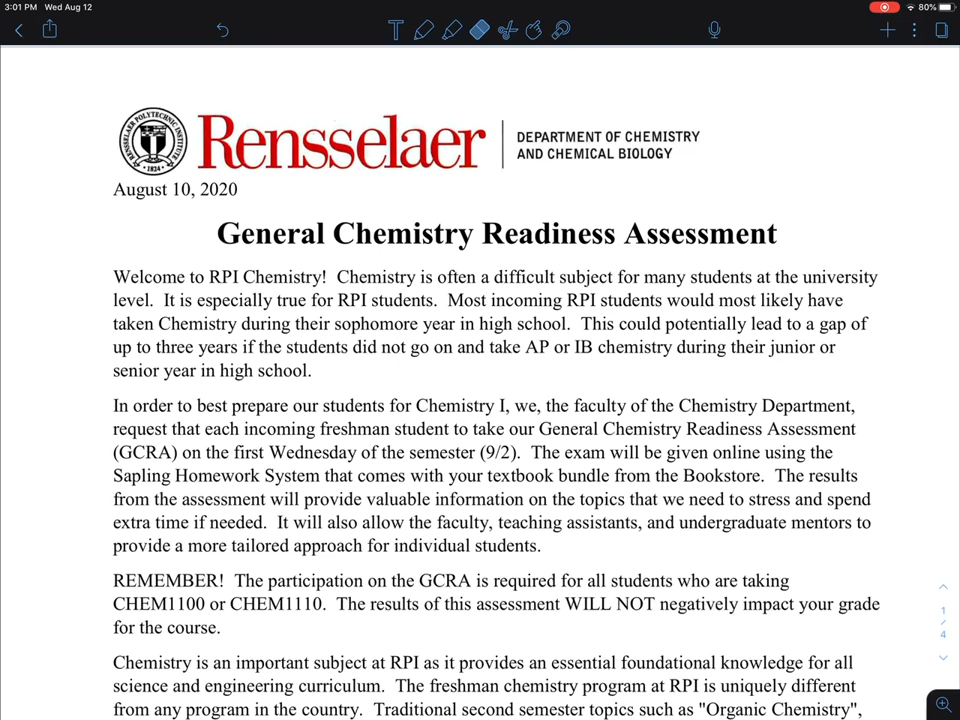 3:01 PM Wed Aug 12
80%
RENSSELAER POLYTECHNIC INSTITUTE
1824
Rensselaer
DEPARTMENT OF CHEMISTRY
AND CHEMICAL BIOLOGY
August 10, 2020
General Chemistry Readiness Assessment
Welcome to RPI Chemistry! Chemistry is often a difficult subject for many students at the university
level. It is especially true for RPI students. Most incoming RPI students would most likely have
taken Chemistry during their sophomore year in high school. This could potentially lead to a gap of
up to three years if the students did not go on and take AP or IB chemistry during their junior or
senior year in high school.
In order to best prepare our students for Chemistry I, we, the faculty of the Chemistry Department,
request that each incoming freshman student to take our General Chemistry Readiness Assessment
(GCRA) on the first Wednesday of the semester (9/2). The exam will be given online using the
Sapling Homework System that comes with your textbook bundle from the Bookstore. The results
from the assessment will provide valuable information on the topics that we need to stress and spend
extra time if needed. It will also allow the faculty, teaching assistants, and undergraduate mentors to
provide a more tailored approach for individual students.
REMEMBER! The participation on the GCRA is required for all students who are taking
CHEM1100 or CHEM1110. The results of this assessment WILL NOT negatively impact your grade
for the course.
Chemistry is an important subject at RPI as it provides an essential foundational knowledge for all
science and engineering curriculum. The freshman chemistry program at RPI is uniquely different
from any program in the country. Traditional second semester topics such as "Organic Chemistry",
1
/
4